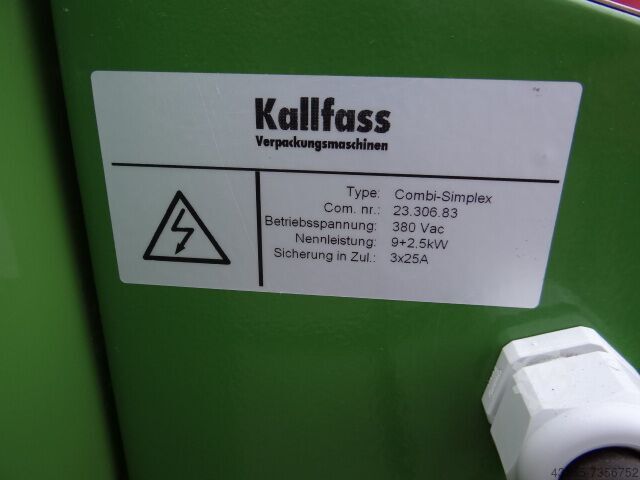 Kallfass
Verpackungsmaschinen
Type: Combi-Simplex
Com. nr.: 23.306.83
Betriebsspannung: 380 Vac
Nennleistung: 9+2.5kW
Sicherung in Zul.: 3x25A